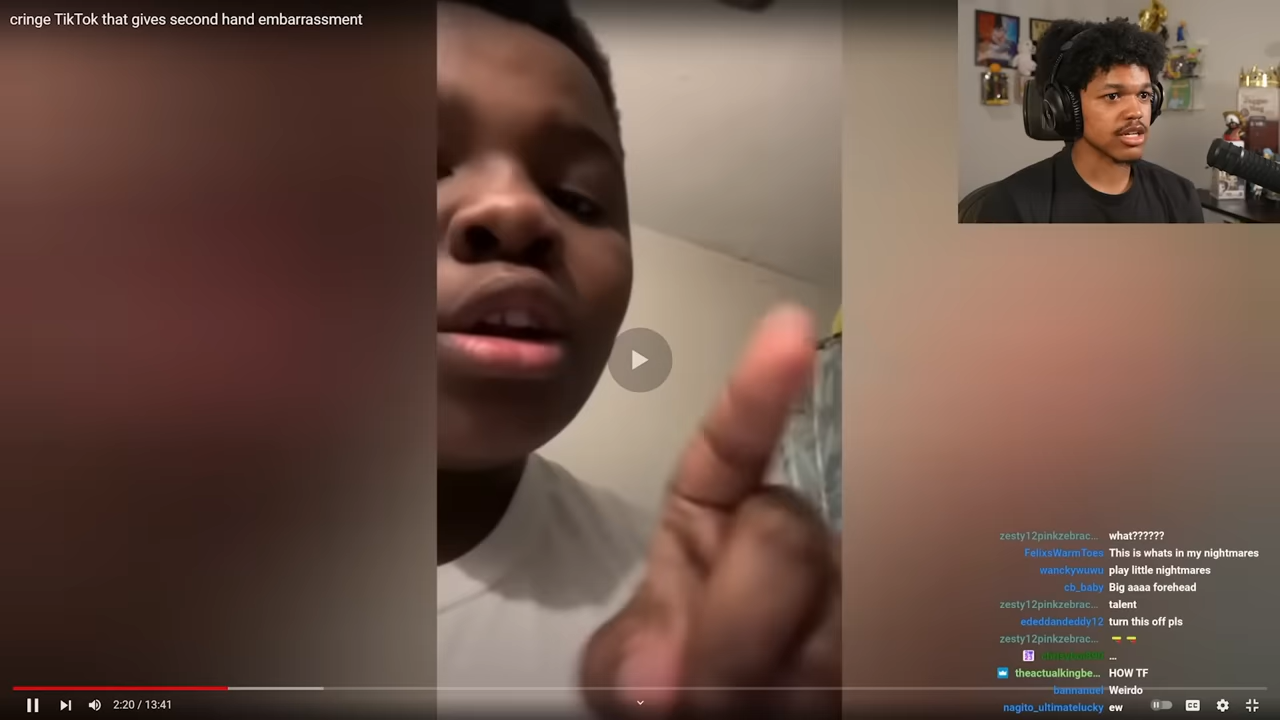 cringe TikTok that gives second hand embarrassment
zesty12pinkzebrac... what??????
FelixsWarmToes This is whats in my nightmares
wanckywuwu play little nightmares
cb_baby Big aaaa forehead
zesty12pinkzebrac... talent
ededdandeddy12 turn this off pls
zesty12pinkzebrac...
...
theactualkingbe... HOW TF
bannanoel Weirdo
nagito_ultimatelucky ew
2:20 / 13:41
CC